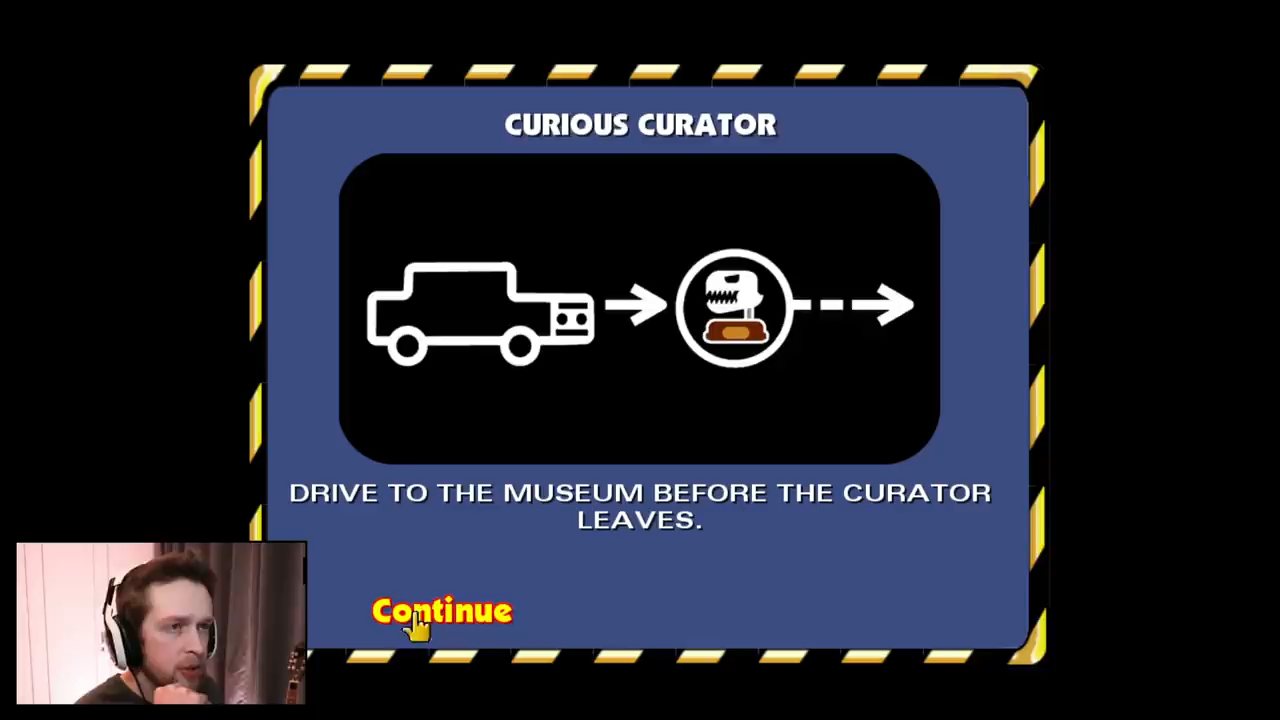 CURIOUS CURATOR
DRIVE TO THE MUSEUM BEFORE THE CURATOR
LEAVES.
Continue